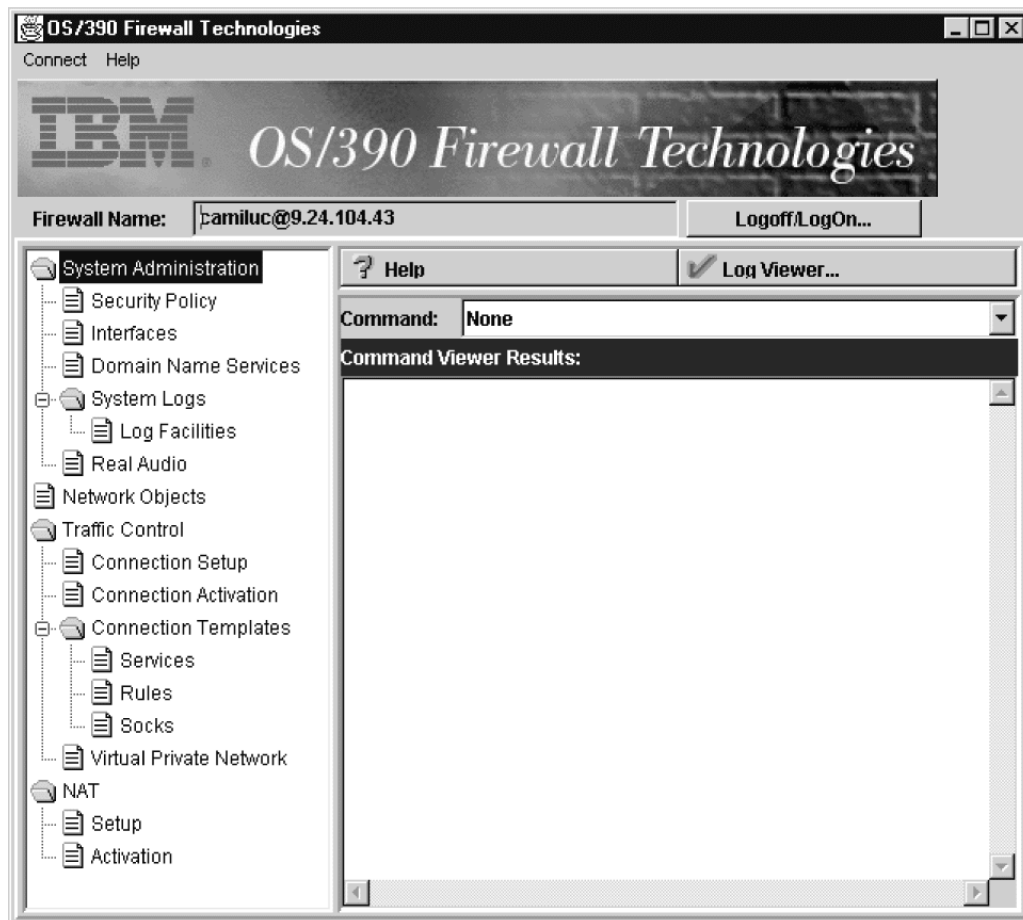 OS/390 Firewall Technologies
Connect Help
IBM. OS/390 Firewall Technologies
Firewall Name: camiluc@9.24.104.43 Logoff/LogOn...
System Administration
Security Policy
Interfaces
Domain Name Services
System Logs
Log Facilities
Real Audio
Network Objects
Traffic Control
Connection Setup
Connection Activation
Connection Templates
Services
Rules
Socks
Virtual Private Network
NAT
Setup
Activation
? Help Log Viewer...
Command: None
Command Viewer Results: